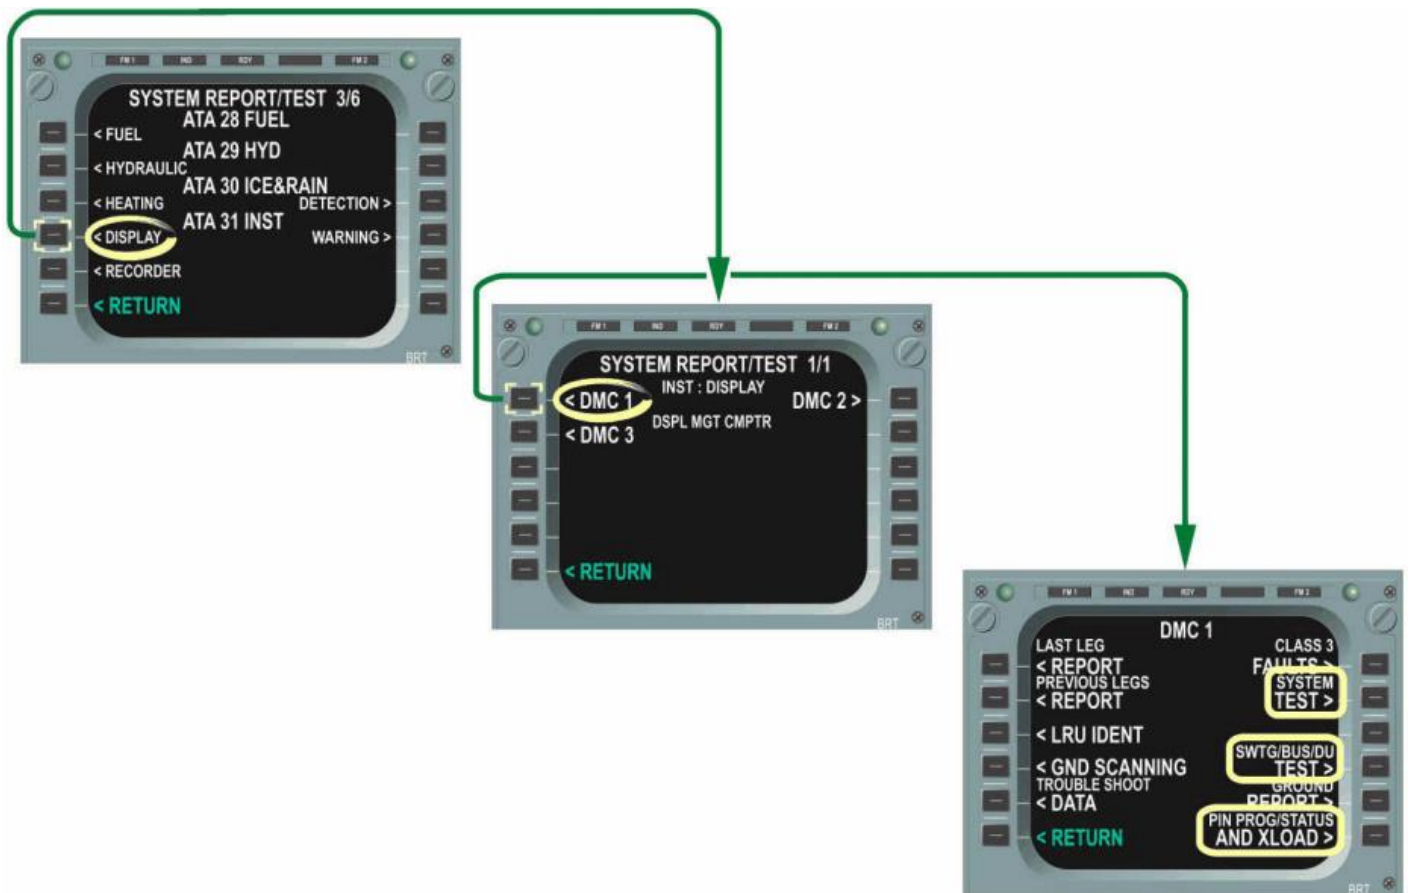 FM 1 IND RDY FM 2
SYSTEM REPORT/TEST 3/6
ATA 28 FUEL
< FUEL
ATA 29 HYD
< HYDRAULIC
ATA 30 ICE&RAIN
< HEATING DETECTION >
ATA 31 INST
< DISPLAY WARNING >
< RECORDER
< RETURN
BRT
FM 1 IND RDY FM 2
SYSTEM REPORT/TEST 1/1
INST : DISPLAY
< DMC 1 DMC 2 >
DSPL MGT CMPTR
< DMC 3
< RETURN
BRT
FM 1 IND RDY FM 2
DMC 1
LAST LEG CLASS 3
< REPORT FAULTS >
PREVIOUS LEGS SYSTEM
< REPORT TEST >
< LRU IDENT
SWTG/BUS/DU
< GND SCANNING TEST >
TROUBLE SHOOT GROUND
< DATA REPORT >
PIN PROG/STATUS
< RETURN AND XLOAD >
BRT